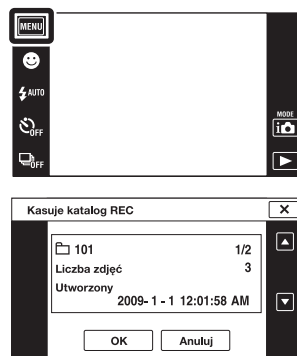 MENU
AUTO
OFF
OFF
MODE
Kasuje katalog REC
101 1/2
Liczba zdjęć 3
Utworzony
2009- 1 - 1 12:01:58 AM
OK Anuluj